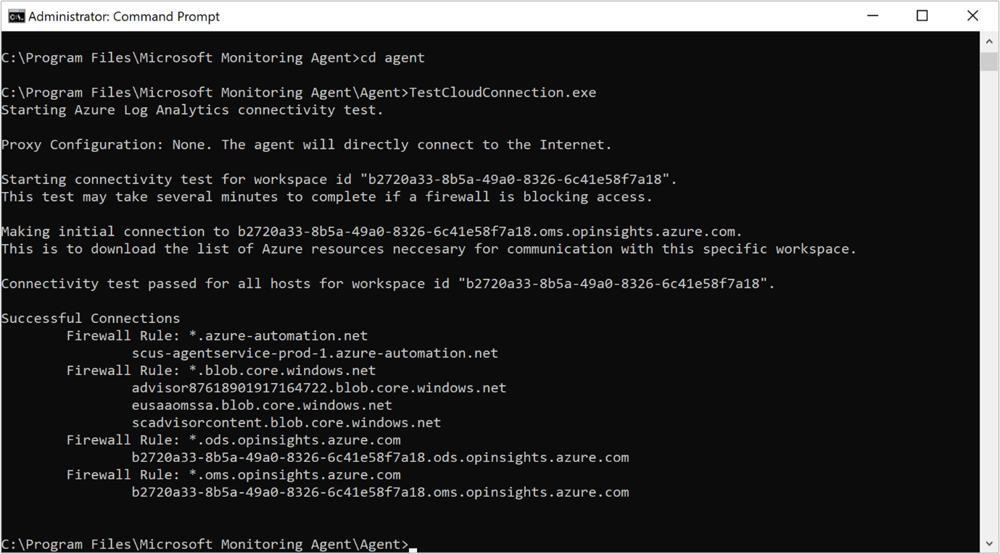 Administrator: Command Prompt
C:\Program Files\Microsoft Monitoring Agent>cd agent
C:\Program Files\Microsoft Monitoring Agent\Agent>TestCloudConnection.exe
Starting Azure Log Analytics connectivity test.
Proxy Configuration: None. The agent will directly connect to the Internet.
Starting connectivity test for workspace id "b2720a33-8b5a-49a0-8326-6c41e58f7a18".
This test may take several minutes to complete if a firewall is blocking access.
Making initial connection to b2720a33-8b5a-49a0-8326-6c41e58f7a18.oms.opinsights.azure.com.
This is to download the list of Azure resources neccesary for communication with this specific workspace.
Connectivity test passed for all hosts for workspace id "b2720a33-8b5a-49a0-8326-6c41e58f7a18".
Successful Connections
Firewall Rule: *.azure-automation.net
scus-agentservice-prod-1.azure-automation.net
Firewall Rule: *.blob.core.windows.net
advisor87618901917164722.blob.core.windows.net
eusaaomssa.blob.core.windows.net
scadvisorcontent.blob.core.windows.net
Firewall Rule: *.ods.opinsights.azure.com
b2720a33-8b5a-49a0-8326-6c41e58f7a18.ods.opinsights.azure.com
Firewall Rule: *.oms.opinsights.azure.com
b2720a33-8b5a-49a0-8326-6c41e58f7a18.oms.opinsights.azure.com
C:\Program Files\Microsoft Monitoring Agent\Agent>